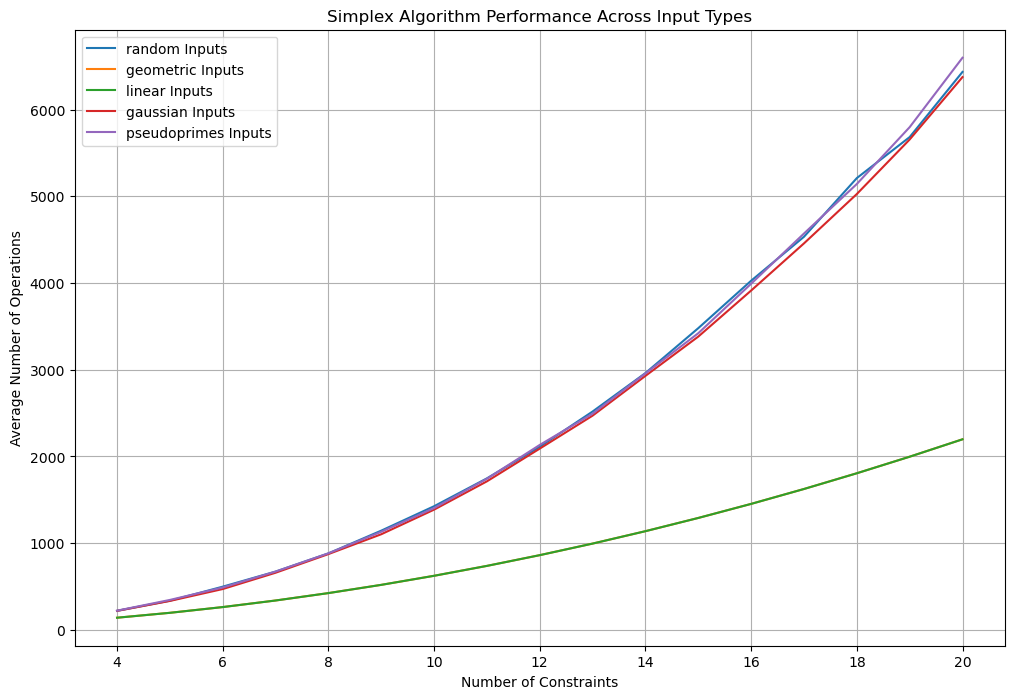 Simplex Algorithm Performance Across Input Types
random Inputs
geometric Inputs
linear Inputs
gaussian Inputs
pseudoprimes Inputs
Average Number of Operations
6000
5000
4000
3000
2000
1000
0
4 6 8 10 12 14 16 18 20
Number of Constraints